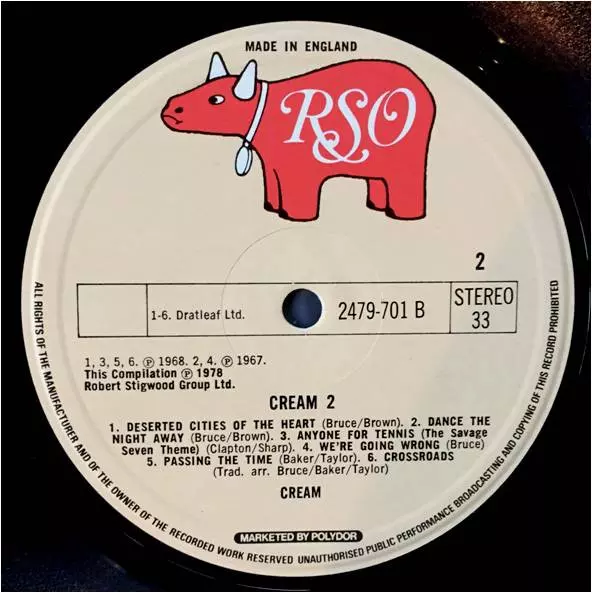 MADE IN ENGLAND
RSO
2
1-6. Dratleaf Ltd.
2479-701 B
STEREO
33
1, 3, 5, 6. ℗ 1968. 2, 4. ℗ 1967.
This Compilation ℗ 1978
Robert Stigwood Group Ltd.
CREAM 2
1. DESERTED CITIES OF THE HEART (Bruce/Brown). 2. DANCE THE
NIGHT AWAY (Bruce/Brown). 3. ANYONE FOR TENNIS (The Savage
Seven Theme) (Clapton/Sharp). 4. WE'RE GOING WRONG (Bruce)
5. PASSING THE TIME (Baker/Taylor). 6. CROSSROADS
(Trad. arr. Bruce/Baker/Taylor)
CREAM
MARKETED BY POLYDOR
ALL RIGHTS OF THE MANUFACTURER AND OF THE OWNER OF THE RECORDED WORK RESERVED UNAUTHORISED PUBLIC PERFORMANCE BROADCASTING AND COPYING OF THIS RECORD PROHIBITED